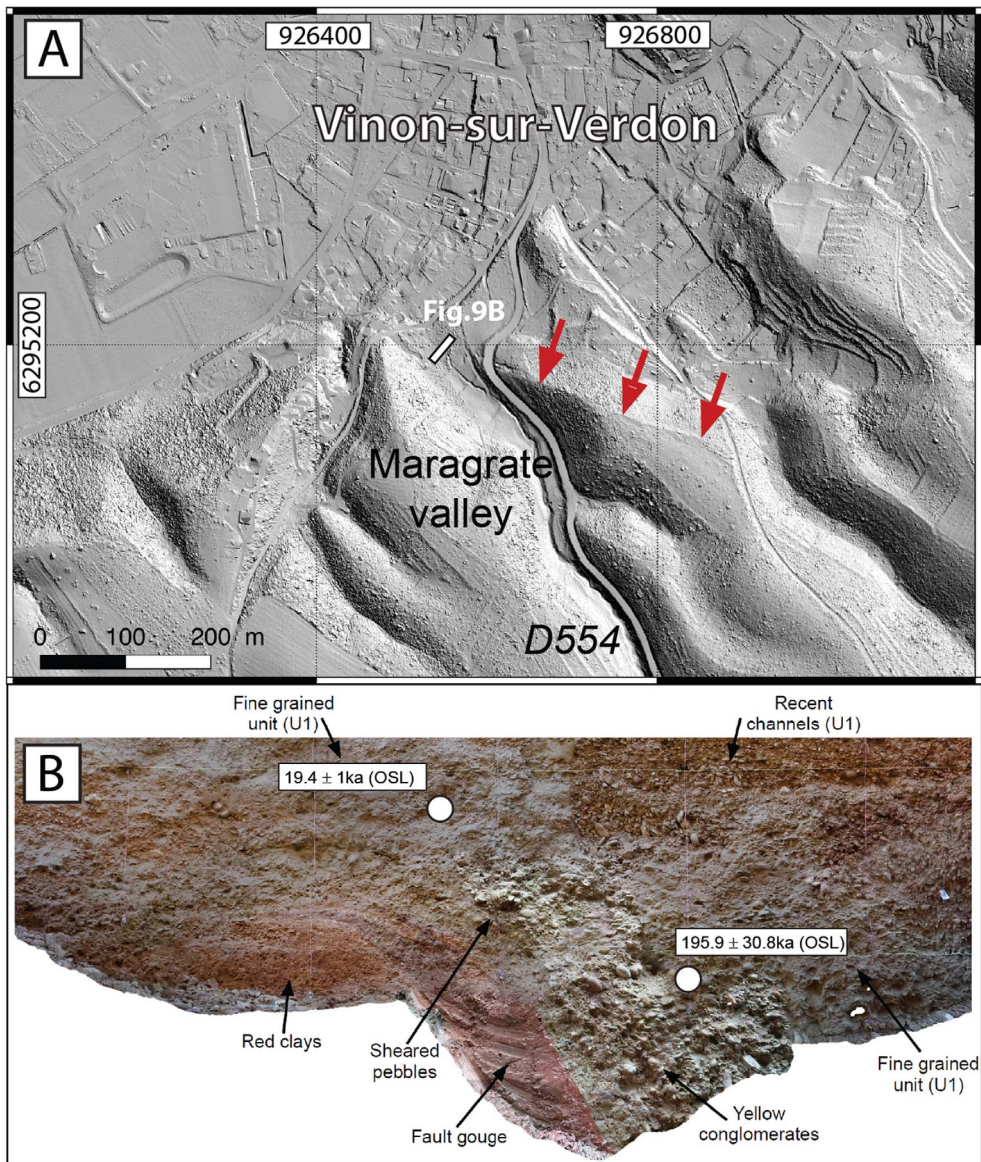 A
926400
926800
Vinon-sur-Verdon
6295200
Fig.9B
Maragrate
valley
D554
0 100 200 m
B
Fine grained
unit (U1)
Recent
channels (U1)
19.4 ± 1ka (OSL)
195.9 ± 30.8ka (OSL)
Red clays
Sheared
pebbles
Fault gouge
Yellow
conglomerates
Fine grained
unit (U1)